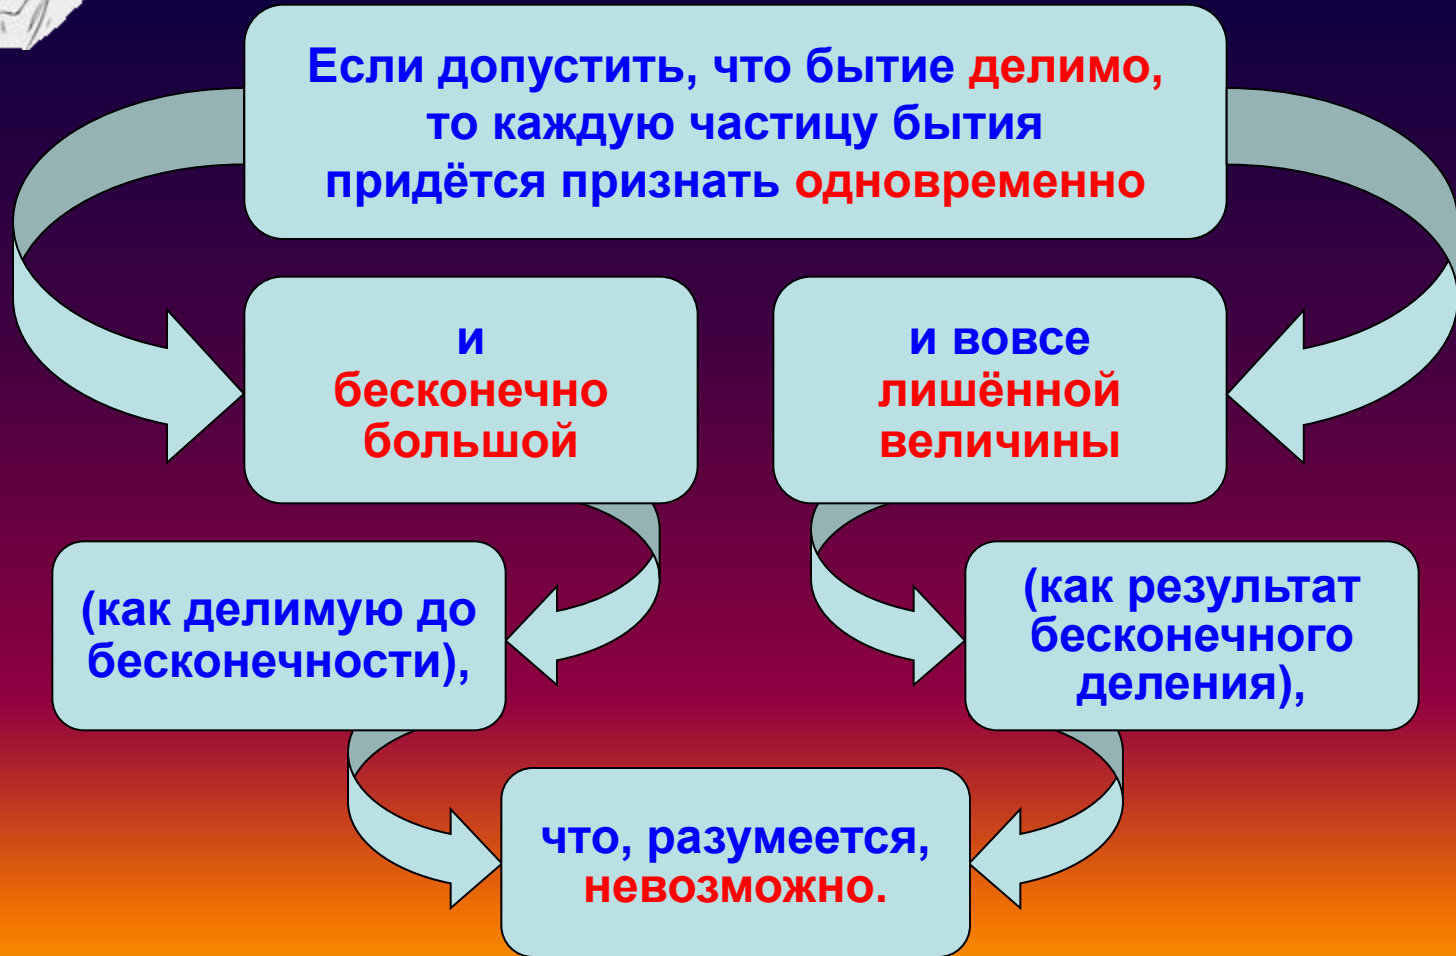 Если допустить, что бытие делимо,
то каждую частицу бытия
придётся признать одновременно
и
бесконечно
большой
и вовсе
лишённой
величины
(как делимую до
бесконечности),
(как результат
бесконечного
деления),
что, разумеется,
невозможно.